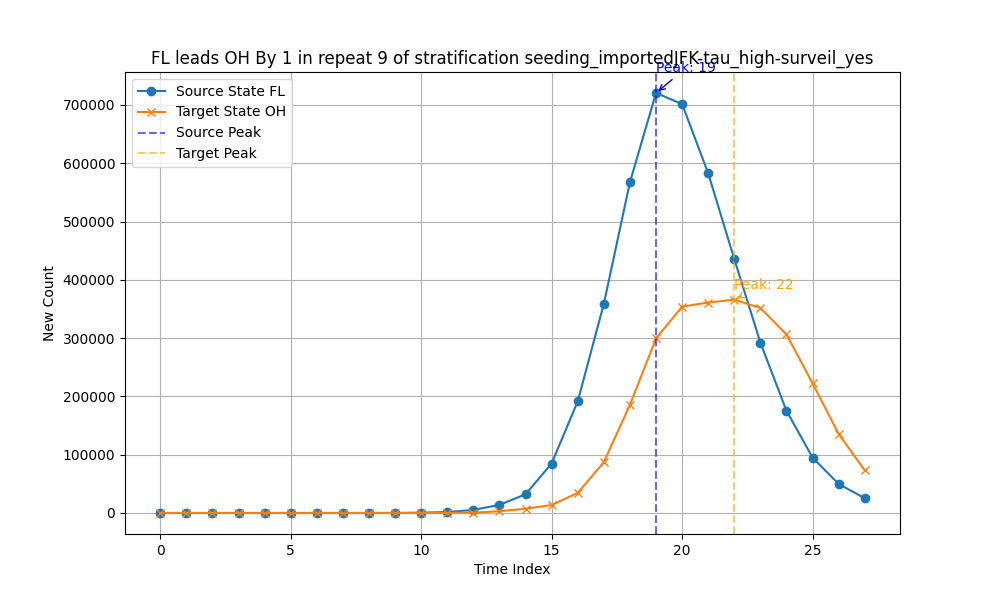 FL leads OH By 1 in repeat 9 of stratification seeding_importedJFK-tau_high-surveil_yes
Peak: 19
Source State FL
Target State OH
Source Peak
Target Peak
Peak: 22
New Count
700000
600000
500000
400000
300000
200000
100000
0
0 5 10 15 20 25
Time Index